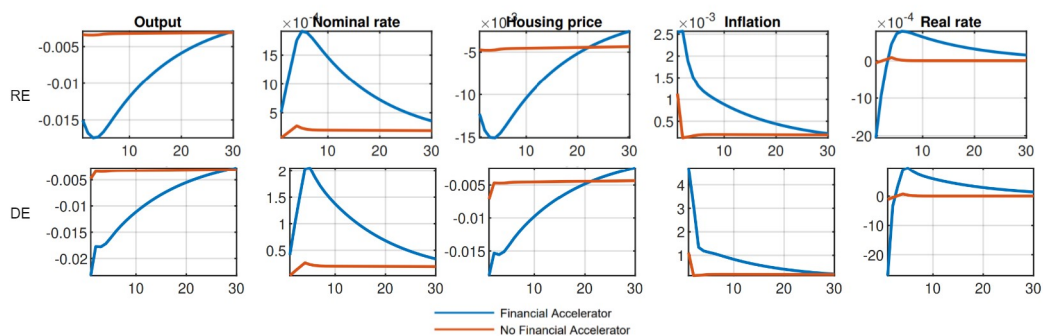 Output
Nominal rate
Housing price
Inflation
Real rate
RE
-0.005
-0.01
-0.015
10 20 30
×10⁻⁴
15
10
5
10 20 30
-5
-10
-15
10 20 30
×10⁻³
2.5
2
1.5
1
0.5
10 20 30
×10⁻⁴
0
-10
-20
10 20 30
DE
-0.005
-0.01
-0.015
-0.02
10 20 30
2
1.5
1
0.5
10 20 30
-0.005
-0.01
-0.015
10 20 30
4
3
2
1
10 20 30
×10⁻⁴
0
-10
-20
10 20 30
Financial Accelerator
No Financial Accelerator